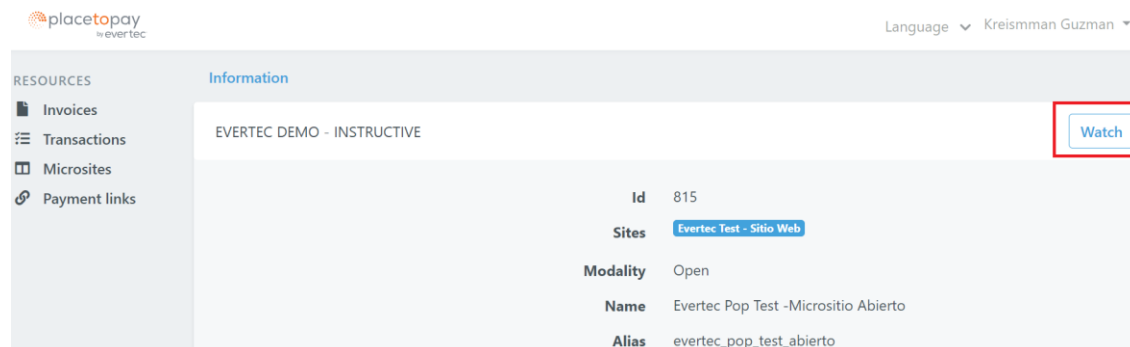 placetopay
by evertec
Language Kreismman Guzman
RESOURCES
Invoices
Transactions
Microsites
Payment links
Information
EVERTEC DEMO - INSTRUCTIVE
Watch
Id 815
Sites Evertec Test - Sitio Web
Modality Open
Name Evertec Pop Test -Micrositio Abierto
Alias evertec_pop_test_abierto